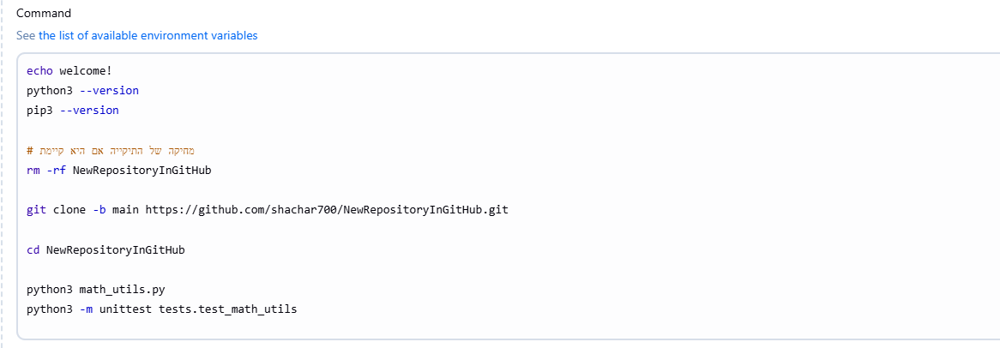 Command
See the list of available environment variables
echo welcome!
python3 --version
pip3 --version
# מחיקה של התיקייה אם היא קיימת
rm -rf NewRepositoryInGitHub
git clone -b main https://github.com/shachar700/NewRepositoryInGitHub.git
cd NewRepositoryInGitHub
python3 math_utils.py
python3 -m unittest tests.test_math_utils